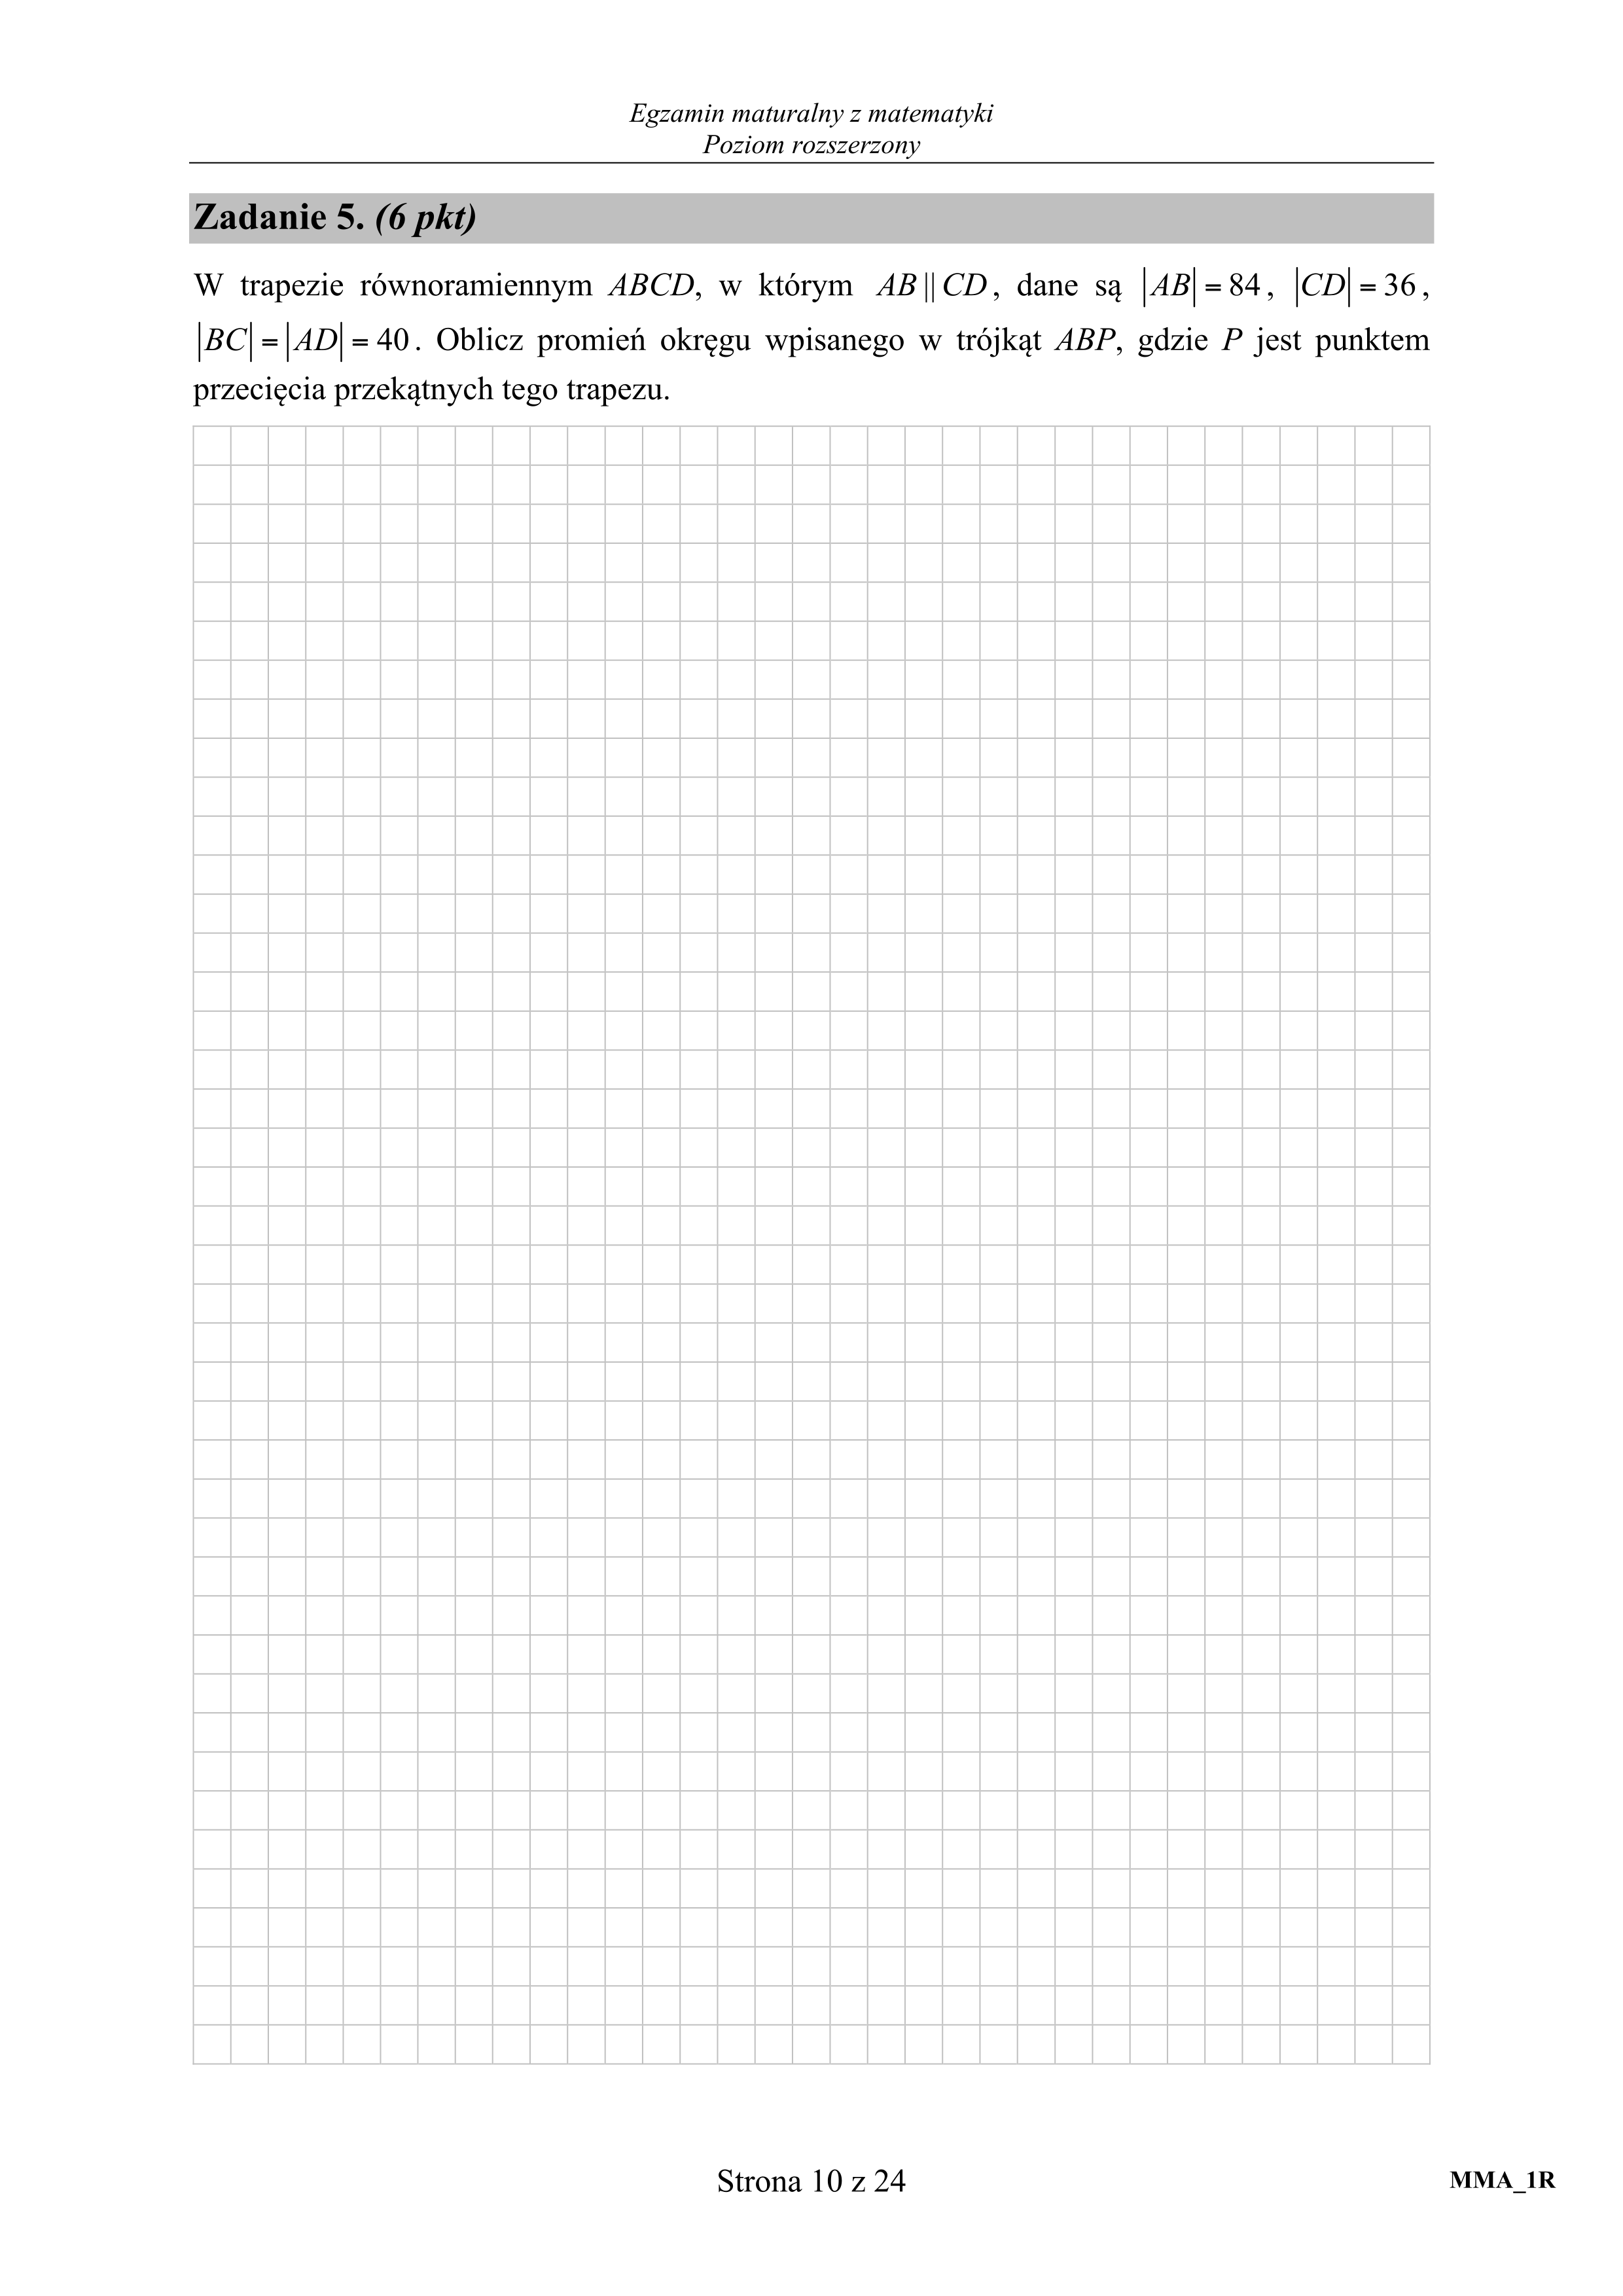 Egzamin maturalny z matematyki
Poziom rozszerzony
Zadanie 5. (6 pkt)
W trapezie równoramiennym ABCD, w którym AB || CD, dane są |AB| = 84, |CD| = 36,
|BC| = |AD| = 40. Oblicz promień okręgu wpisanego w trójkąt ABP, gdzie P jest punktem
przecięcia przekątnych tego trapezu.
Strona 10 z 24
MMA_1R